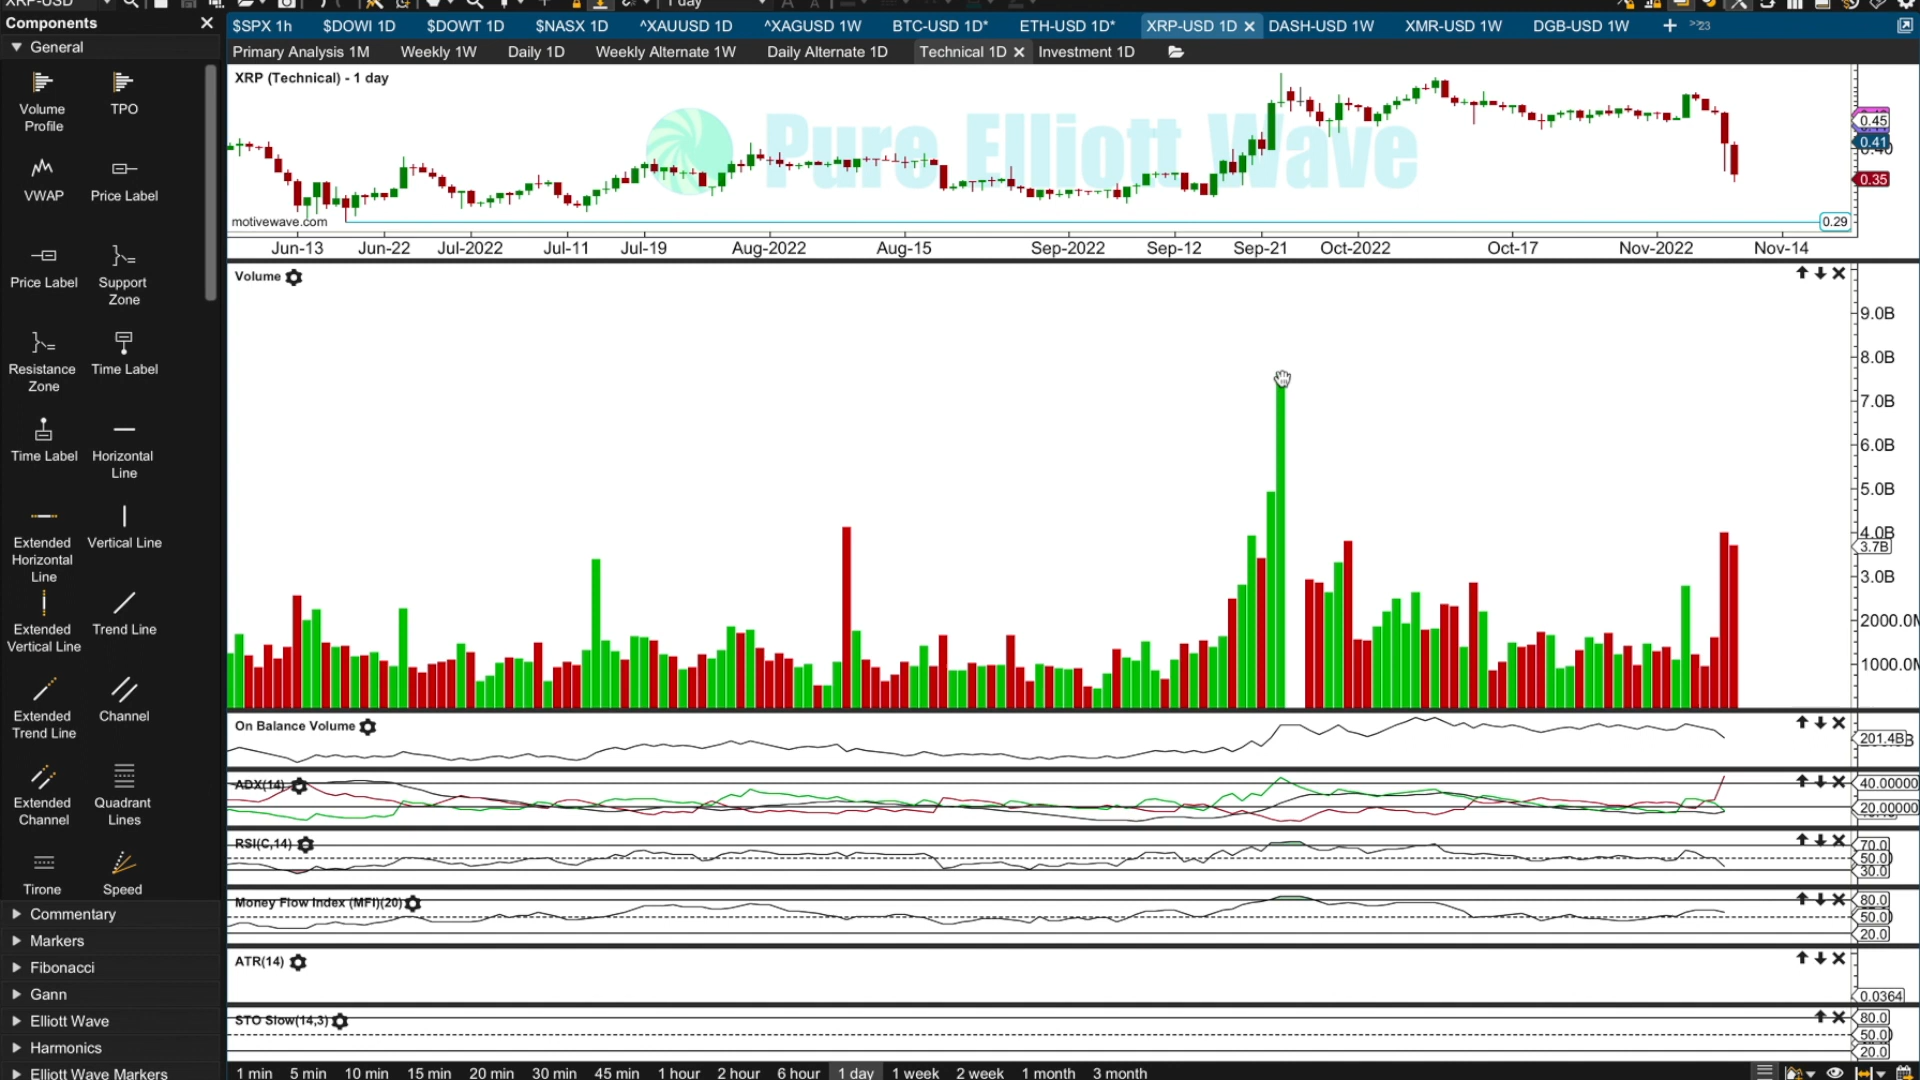 XRP-USD
1 day
Components
$SPX 1h $DOWI 1D $DOWT 1D $NASX 1D ^XAUUSD 1D ^XAGUSD 1W BTC-USD 1D* ETH-USD 1D* XRP-USD 1D DASH-USD 1W XMR-USD 1W DGB-USD 1W + >>23
Primary Analysis 1M Weekly 1W Daily 1D Weekly Alternate 1W Daily Alternate 1D Technical 1D Investment 1D
General
Volume Profile
TPO
VWAP
Price Label
Price Label
Support Zone
Resistance Zone
Time Label
Time Label
Horizontal Line
Extended Horizontal Line
Vertical Line
Extended Vertical Line
Trend Line
Extended Trend Line
Channel
Extended Channel
Quadrant Lines
Tirone
Speed
Commentary
Markers
Fibonacci
Gann
Elliott Wave
Harmonics
Elliott Wave Markers
XRP (Technical) - 1 day
Pure Elliott Wave
0.45
0.41
0.40
0.35
0.29
motivewave.com
Jun-13 Jun-22 Jul-2022 Jul-11 Jul-19 Aug-2022 Aug-15 Sep-2022 Sep-12 Sep-21 Oct-2022 Oct-17 Nov-2022 Nov-14
Volume
9.0B
8.0B
7.0B
6.0B
5.0B
4.0B
3.7B
3.0B
2000.0M
1000.0M
On Balance Volume
201.4B
ADX(14)
40.00000
20.00000
RSI(C,14)
70.0
50.0
30.0
Money Flow Index (MFI)(20)
80.0
50.0
20.0
ATR(14)
0.0364
STO Slow(14,3)
80.0
50.0
20.0
1 min 5 min 10 min 15 min 20 min 30 min 45 min 1 hour 2 hour 6 hour 1 day 1 week 2 week 1 month 3 month